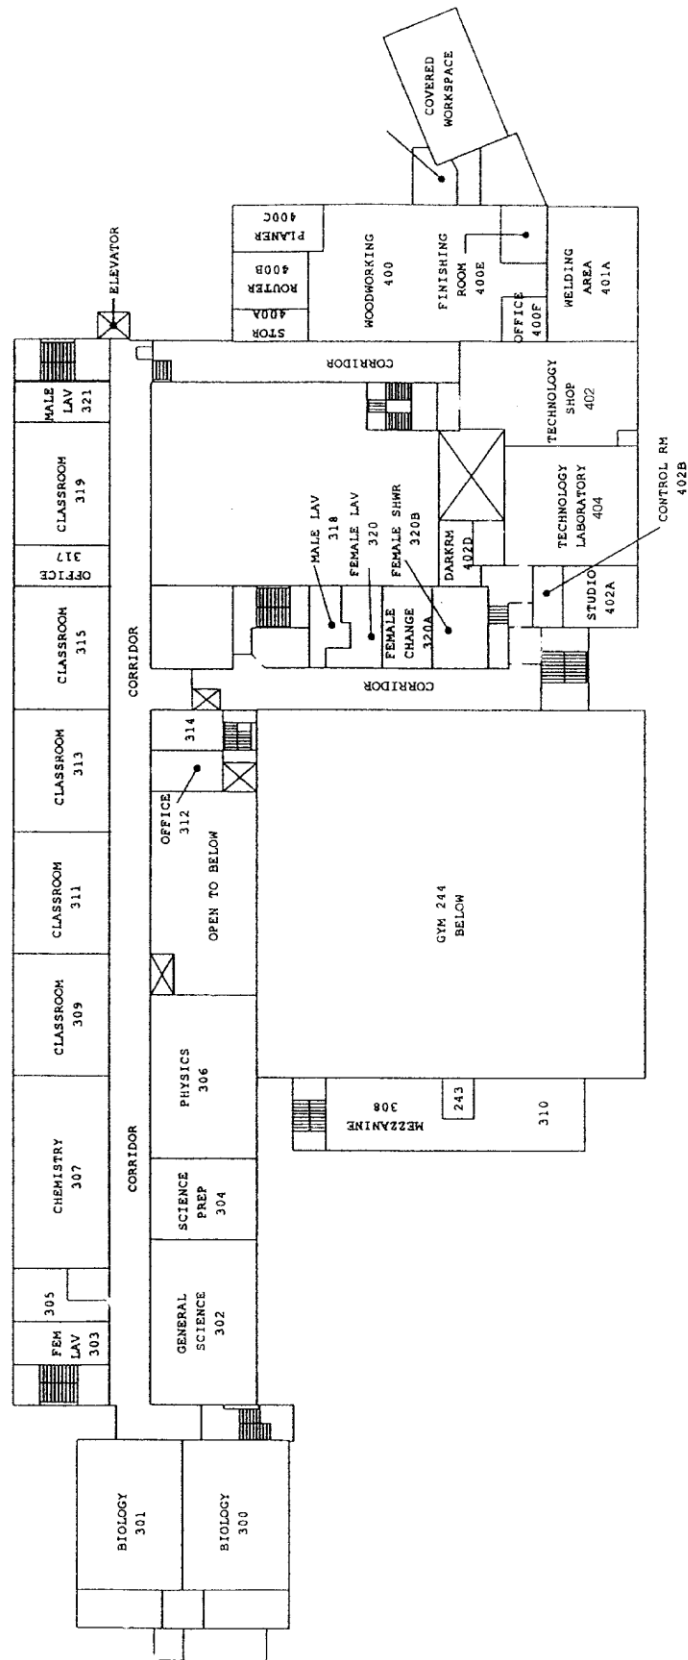 COVERED
WORKSPACE
ELEVATOR
PLANER
400C
ROUTER
400B
STOR
400A
WOODWORKING
400
FINISHING
ROOM
400E
OFFICE
400F
WELDING
AREA
401A
CORRIDOR
MALE
LAV
321
CLASSROOM
319
OFFICE
317
CLASSROOM
315
CORRIDOR
MALE LAV
318
FEMALE LAV
320
FEMALE SHWR
320B
FEMALE
CHANGE
320A
DARKRM
402D
TECHNOLOGY
SHOP
402
TECHNOLOGY
LABORATORY
404
CONTROL RM
402B
STUDIO
402A
CORRIDOR
CLASSROOM
313
314
OFFICE
312
CLASSROOM
311
OPEN TO BELOW
GYM 244
BELOW
CLASSROOM
309
PHYSICS
306
MEZZANINE
308
243
310
CHEMISTRY
307
CORRIDOR
SCIENCE
PREP
304
305
GENERAL
SCIENCE
302
FEM
LAV
303
BIOLOGY
301
BIOLOGY
300